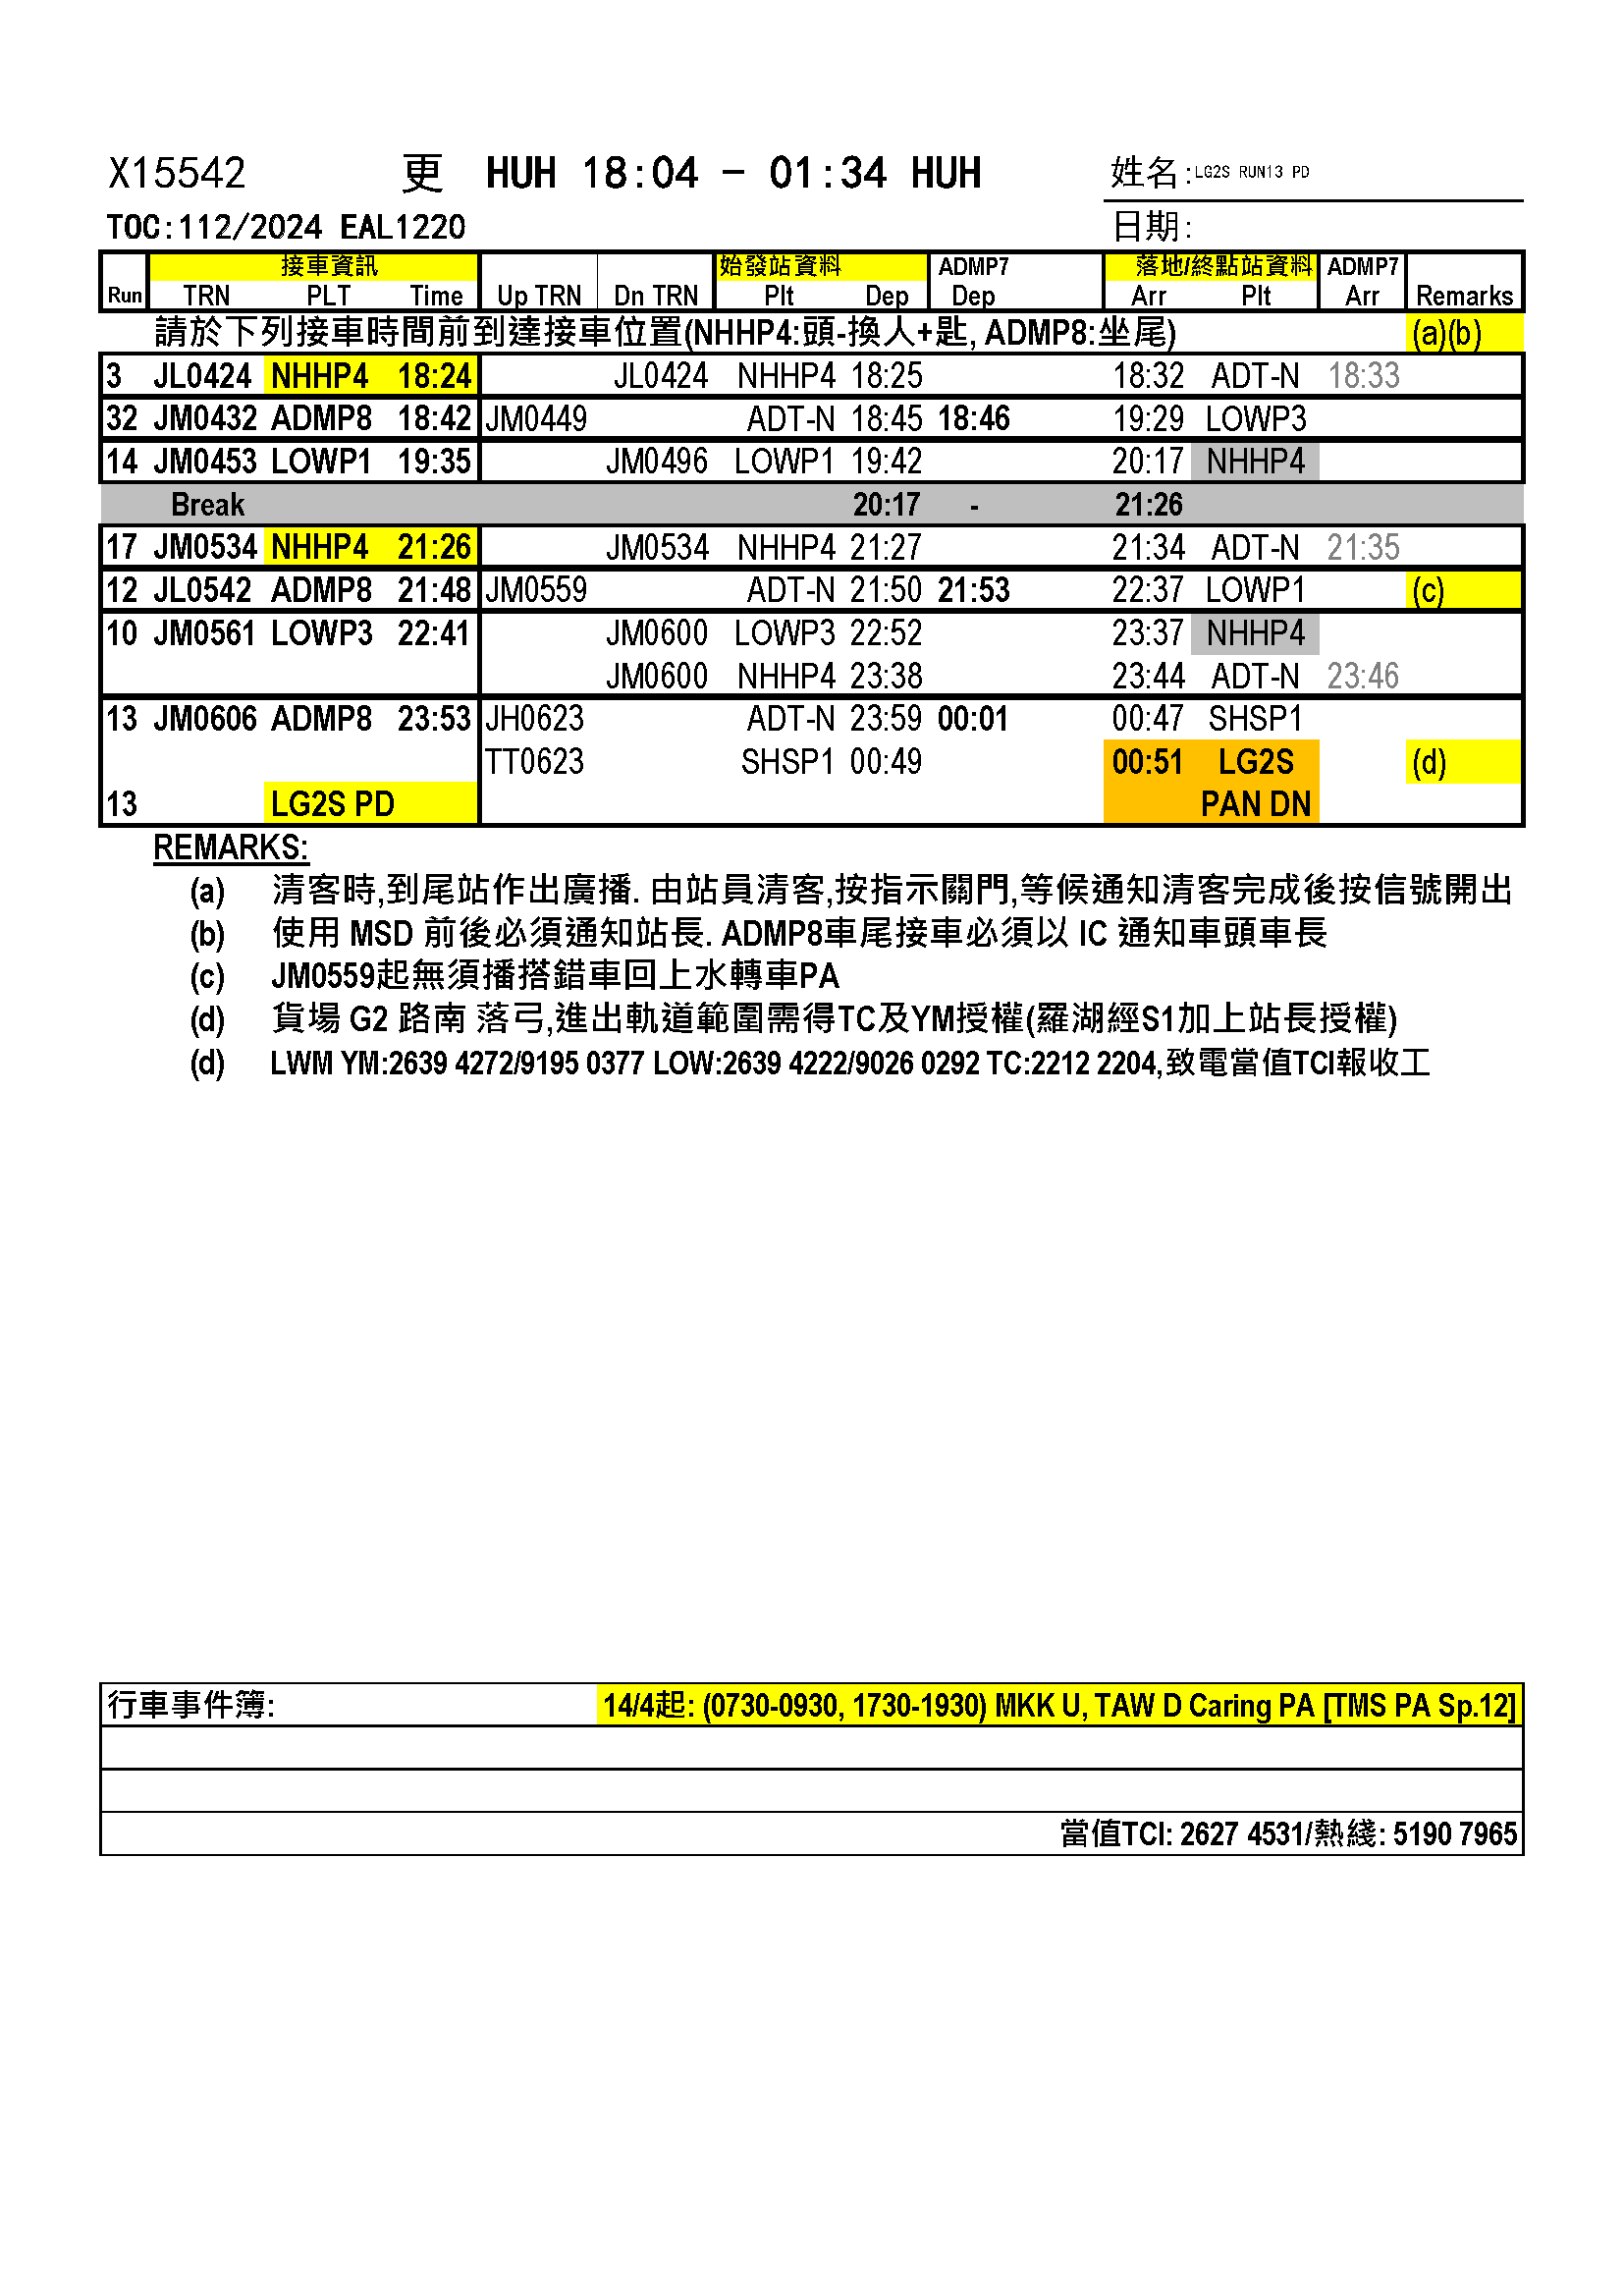 X15542 更 HUH 18:04 - 01:34 HUH 姓名:LG2S RUN13 PD
TOC:112/2024 EAL1220 日期:
接車資訊 始發站資料 ADMP7 落地/終點站資料 ADMP7
Run TRN PLT Time Up TRN Dn TRN Plt Dep Dep Arr Plt Arr Remarks
請於下列接車時間前到達接車位置(NHHP4:頭-換人+匙, ADMP8:坐尾) (a)(b)
3 JL0424 NHHP4 18:24 JL0424 NHHP4 18:25 18:32 ADT-N 18:33
32 JM0432 ADMP8 18:42 JM0449 ADT-N 18:45 18:46 19:29 LOWP3
14 JM0453 LOWP1 19:35 JM0496 LOWP1 19:42 20:17 NHHP4
Break 20:17 - 21:26
17 JM0534 NHHP4 21:26 JM0534 NHHP4 21:27 21:34 ADT-N 21:35
12 JL0542 ADMP8 21:48 JM0559 ADT-N 21:50 21:53 22:37 LOWP1 (c)
10 JM0561 LOWP3 22:41 JM0600 LOWP3 22:52 23:37 NHHP4
JM0600 NHHP4 23:38 23:44 ADT-N 23:46
13 JM0606 ADMP8 23:53 JH0623 ADT-N 23:59 00:01 00:47 SHSP1
TT0623 SHSP1 00:49 00:51 LG2S (d)
13 LG2S PD PAN DN
REMARKS:
(a) 清客時,到尾站作出廣播. 由站員清客,按指示關門,等候通知清客完成後按信號開出
(b) 使用 MSD 前後必須通知站長. ADMP8車尾接車必須以 IC 通知車頭車長
(c) JM0559起無須播搭錯車回上水轉車PA
(d) 貨場 G2 路南 落弓,進出軌道範圍需得TC及YM授權(羅湖經S1加上站長授權)
(d) LWM YM:2639 4272/9195 0377 LOW:2639 4222/9026 0292 TC:2212 2204,致電當值TCI報收工
行車事件簿: 14/4起: (0730-0930, 1730-1930) MKK U, TAW D Caring PA [TMS PA Sp.12]
當值TCI: 2627 4531/熱綫: 5190 7965